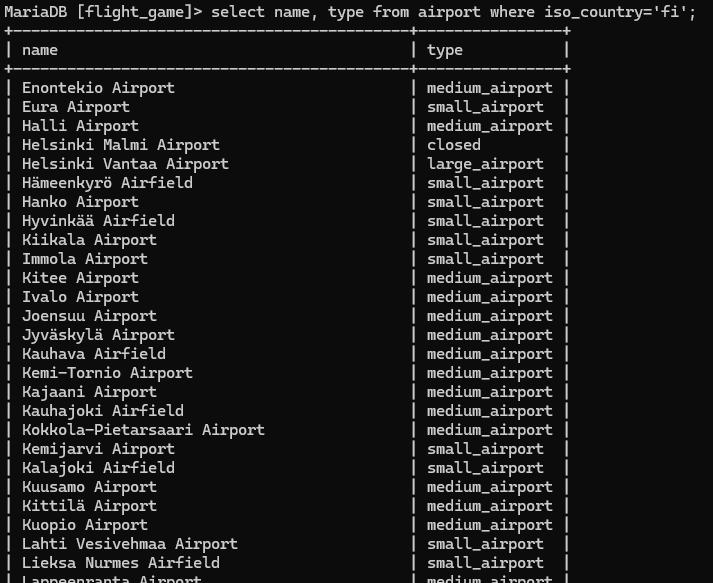 MariaDB [flight_game]> select name, type from airport where iso_country='fi';
+--------------------------------------------+----------------+
| name | type |
+--------------------------------------------+----------------+
| Enontekio Airport | medium_airport |
| Eura Airport | small_airport |
| Halli Airport | medium_airport |
| Helsinki Malmi Airport | closed |
| Helsinki Vantaa Airport | large_airport |
| Hämeenkyrö Airfield | small_airport |
| Hanko Airport | small_airport |
| Hyvinkää Airfield | small_airport |
| Kiikala Airport | small_airport |
| Immola Airport | small_airport |
| Kitee Airport | medium_airport |
| Ivalo Airport | medium_airport |
| Joensuu Airport | medium_airport |
| Jyväskylä Airport | medium_airport |
| Kauhava Airfield | medium_airport |
| Kemi-Tornio Airport | medium_airport |
| Kajaani Airport | medium_airport |
| Kauhajoki Airfield | medium_airport |
| Kokkola-Pietarsaari Airport | medium_airport |
| Kemijarvi Airport | small_airport |
| Kalajoki Airfield | small_airport |
| Kuusamo Airport | medium_airport |
| Kittilä Airport | medium_airport |
| Kuopio Airport | medium_airport |
| Lahti Vesivehmaa Airport | small_airport |
| Lieksa Nurmes Airfield | small_airport |
| Lappeenranta Airport | medium_airport |